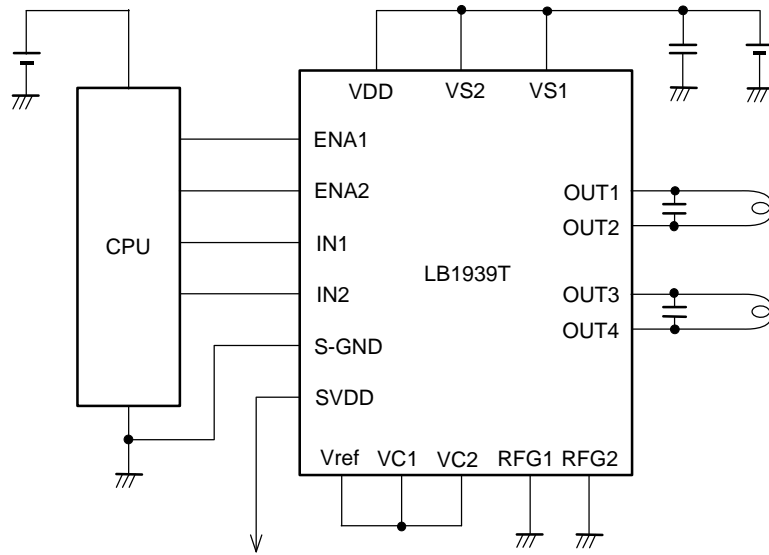 VDD VS2 VS1
ENA1
ENA2
OUT1
CPU
IN1
OUT2
LB1939T
IN2
OUT3
S-GND
OUT4
SVDD
Vref VC1 VC2 RFG1 RFG2